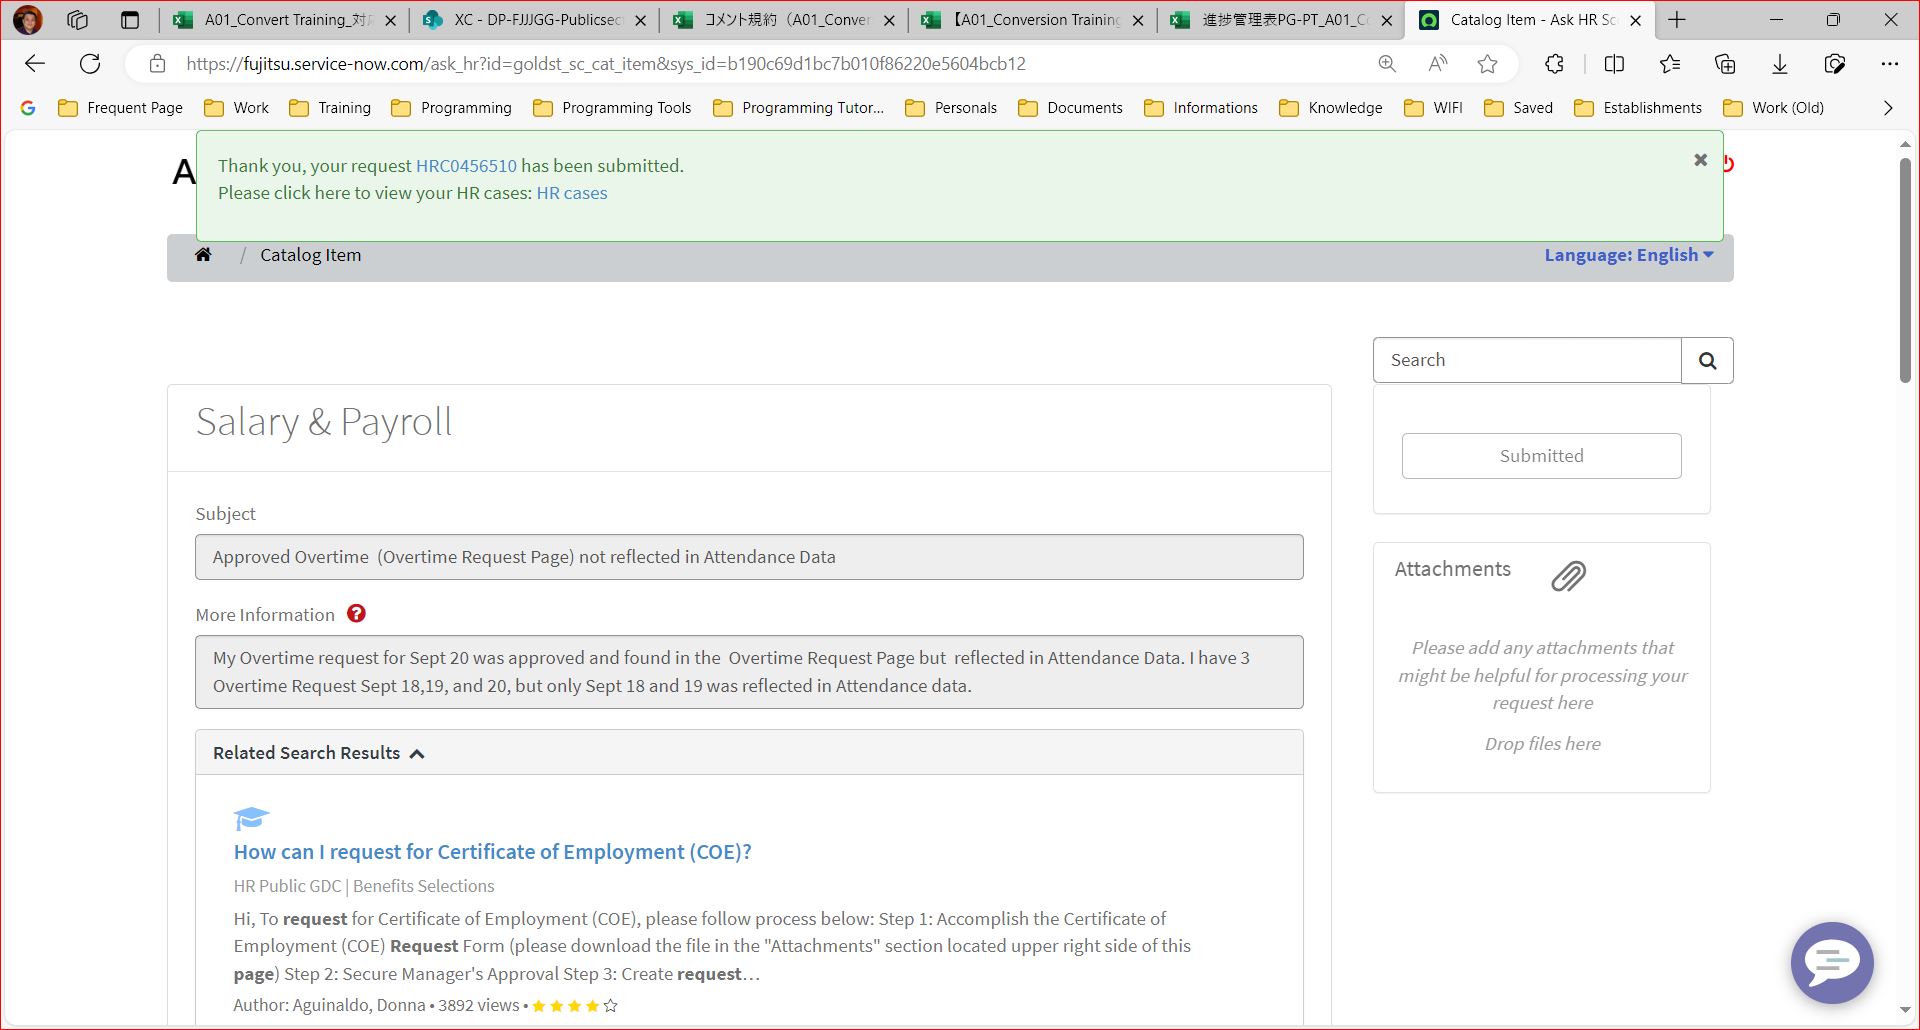 A01_Convert Training_対
XC - DP-FJJJGG-Publicsec
コメント規約（A01_Conver
【A01_Conversion Training
進捗管理表PG-PT_A01_C
Catalog Item - Ask HR Sc
https://fujitsu.service-now.com/ask_hr?id=goldst_sc_cat_item&sys_id=b190c69d1bc7b010f86220e5604bcb12
Frequent Page
Work
Training
Programming
Programming Tools
Programming Tutor...
Personals
Documents
Informations
Knowledge
WIFI
Saved
Establishments
Work (Old)
A
Thank you, your request HRC0456510 has been submitted.
Please click here to view your HR cases: HR cases
/ Catalog Item
Language: English
Search
Salary & Payroll
Submitted
Subject
Approved Overtime  (Overtime Request Page) not reflected in Attendance Data
Attachments
More Information
My Overtime request for Sept 20 was approved and found in the  Overtime Request Page but  reflected in Attendance Data. I have 3
Overtime Request Sept 18,19, and 20, but only Sept 18 and 19 was reflected in Attendance data.
Please add any attachments that
might be helpful for processing your
request here
Drop files here
Related Search Results
How can I request for Certificate of Employment (COE)?
HR Public GDC | Benefits Selections
Hi, To request for Certificate of Employment (COE), please follow process below: Step 1: Accomplish the Certificate of
Employment (COE) Request Form (please download the file in the "Attachments" section located upper right side of this
page) Step 2: Secure Manager's Approval Step 3: Create request…
Author: Aguinaldo, Donna • 3892 views •